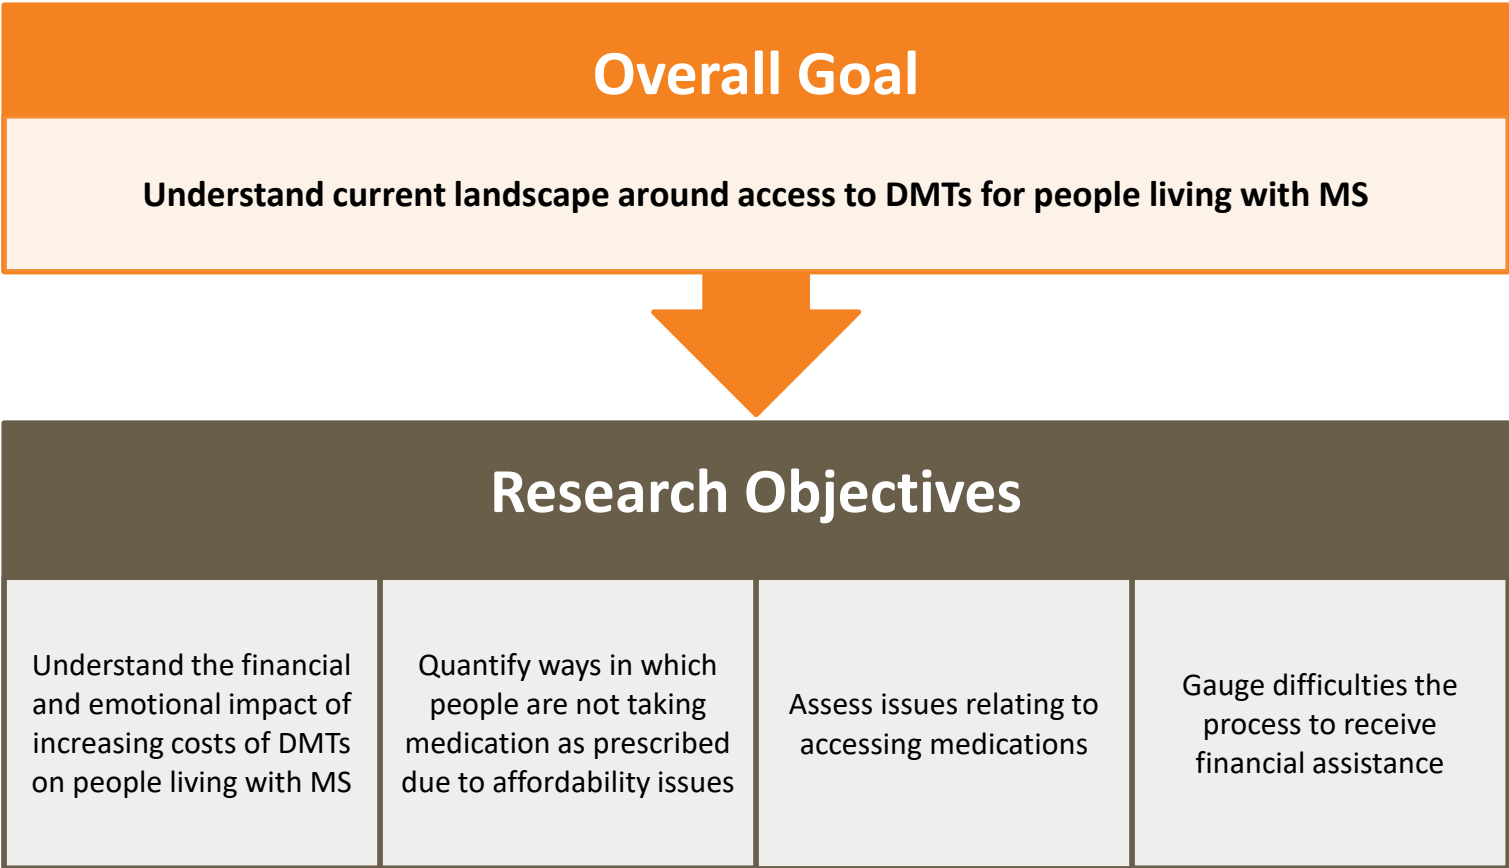 Overall Goal
Understand current landscape around access to DMTs for people living with MS
Research Objectives
Understand the financial
and emotional impact of
increasing costs of DMTs
on people living with MS
Quantify ways in which
people are not taking
medication as prescribed
due to affordability issues
Assess issues relating to
accessing medications
Gauge difficulties the
process to receive
financial assistance